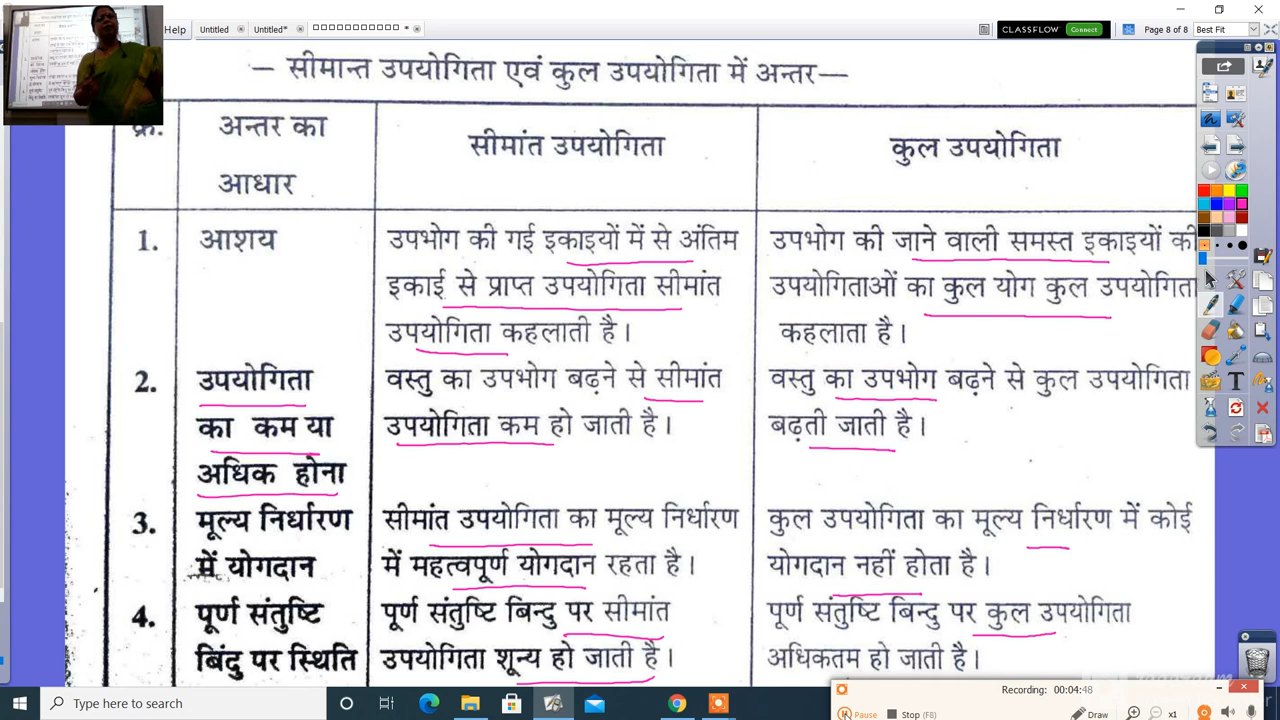 Help
Untitled
Untitled*
CLASSFLOW
Connect
Page 8 of 8
Best Fit
— सीमान्त उपयोगिता एवं कुल उपयोगिता में अन्तर—
क्र.
अन्तर का
आधार
सीमांत उपयोगिता
कुल उपयोगिता
1.
आशय
उपभोग की गई इकाइयों में से अंतिम
इकाई से प्राप्त उपयोगिता सीमांत
उपयोगिता कहलाती है।
उपभोग की जाने वाली समस्त इकाइयों की
उपयोगिताओं का कुल योग कुल उपयोगिता
कहलाता है।
2.
उपयोगिता
का कम या
अधिक होना
वस्तु का उपभोग बढ़ने से सीमांत
उपयोगिता कम हो जाती है।
वस्तु का उपभोग बढ़ने से कुल उपयोगिता
बढ़ती जाती है।
3.
मूल्य निर्धारण
में योगदान
सीमांत उपयोगिता का मूल्य निर्धारण
में महत्वपूर्ण योगदान रहता है।
कुल उपयोगिता का मूल्य निर्धारण में कोई
योगदान नहीं होता है।
4.
पूर्ण संतुष्टि
बिंदु पर स्थिति
पूर्ण संतुष्टि बिन्दु पर सीमांत
उपयोगिता शून्य हो जाती है।
पूर्ण संतुष्टि बिन्दु पर कुल उपयोगिता
अधिकतम हो जाती है।
Recording: 00:04:48
Pause
Stop (F8)
Draw
x1
Type here to search